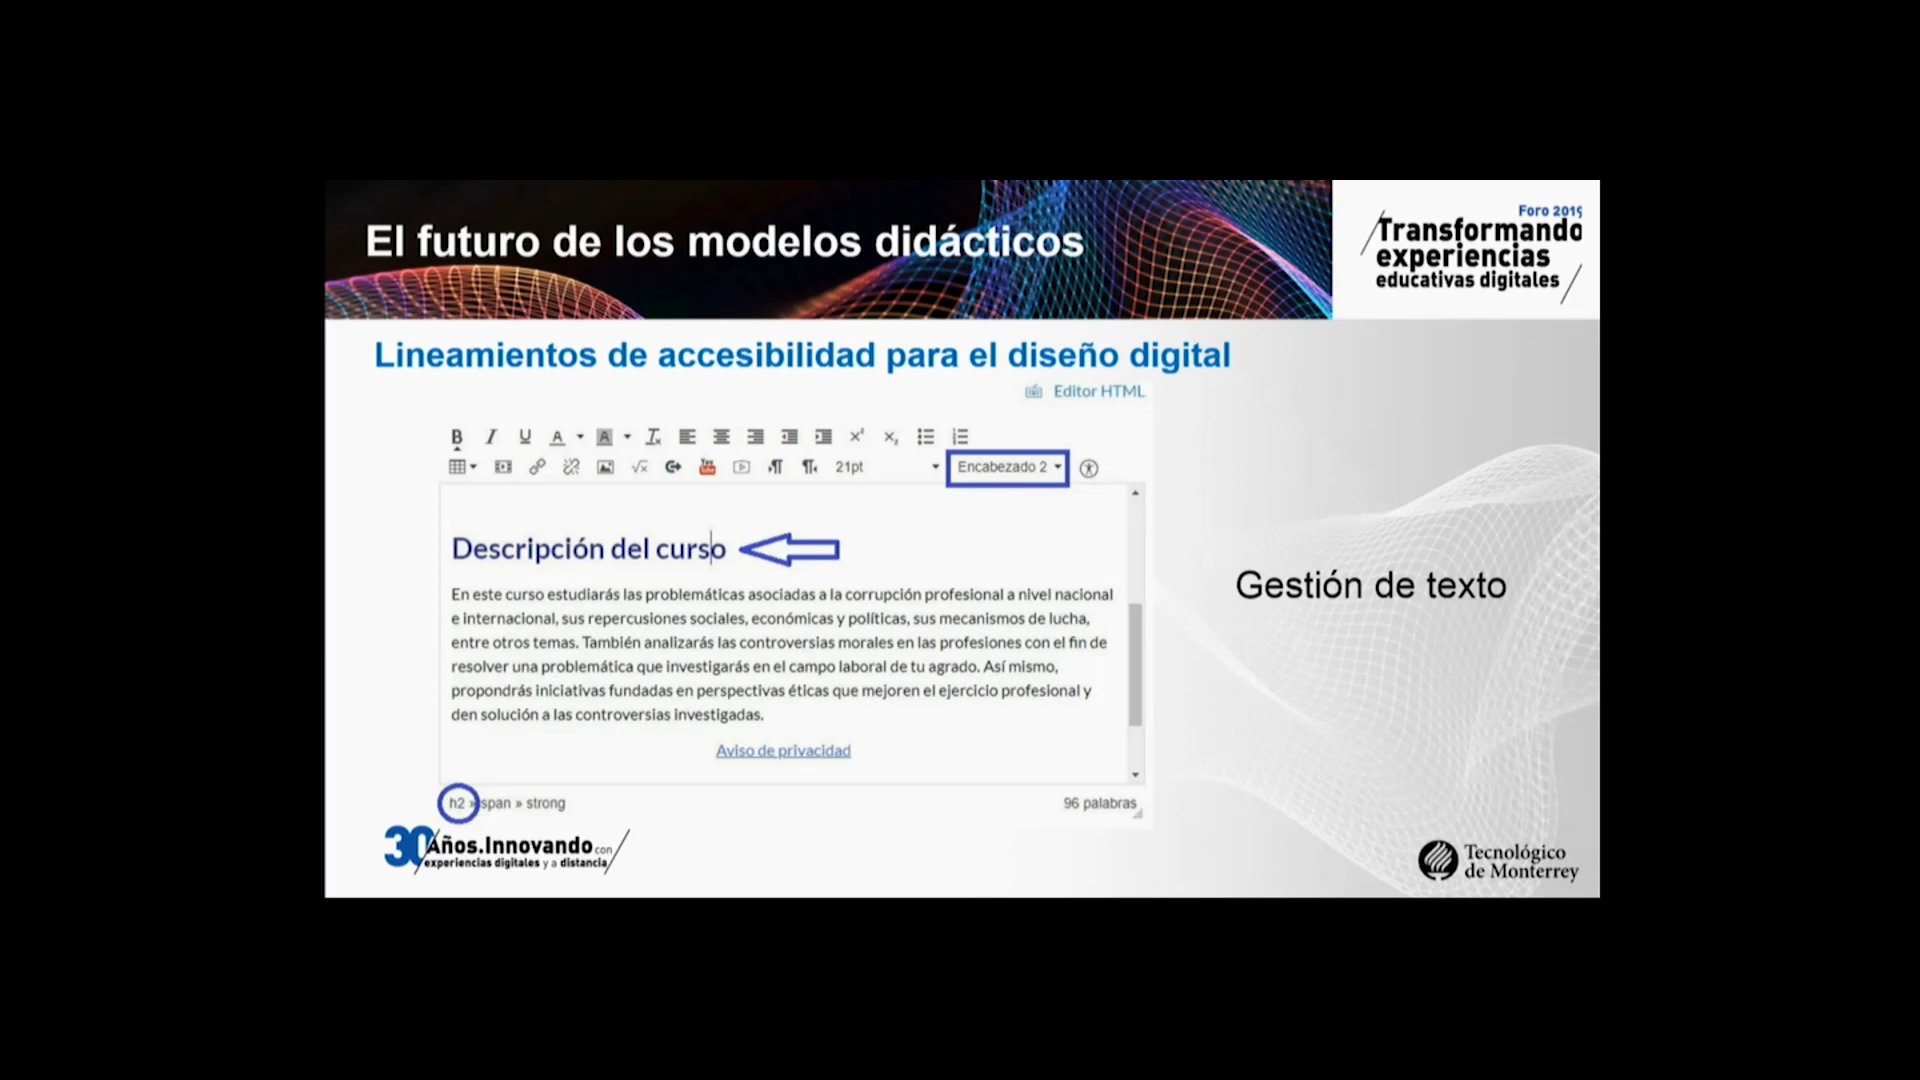 El futuro de los modelos didácticos
Foro 2019
Transformando
experiencias
educativas digitales
Lineamientos de accesibilidad para el diseño digital
Editor HTML
21pt
Encabezado 2
Descripción del curso
En este curso estudiarás las problemáticas asociadas a la corrupción profesional a nivel nacional
e internacional, sus repercusiones sociales, económicas y políticas, sus mecanismos de lucha,
entre otros temas. También analizarás las controversias morales en las profesiones con el fin de
resolver una problemática que investigarás en el campo laboral de tu agrado. Así mismo,
propondrás iniciativas fundadas en perspectivas éticas que mejoren el ejercicio profesional y
den solución a las controversias investigadas.
Aviso de privacidad
h2 » span » strong
96 palabras
Gestión de texto
30 Años.Innovando con
experiencias digitales y a distancia
Tecnológico
de Monterrey